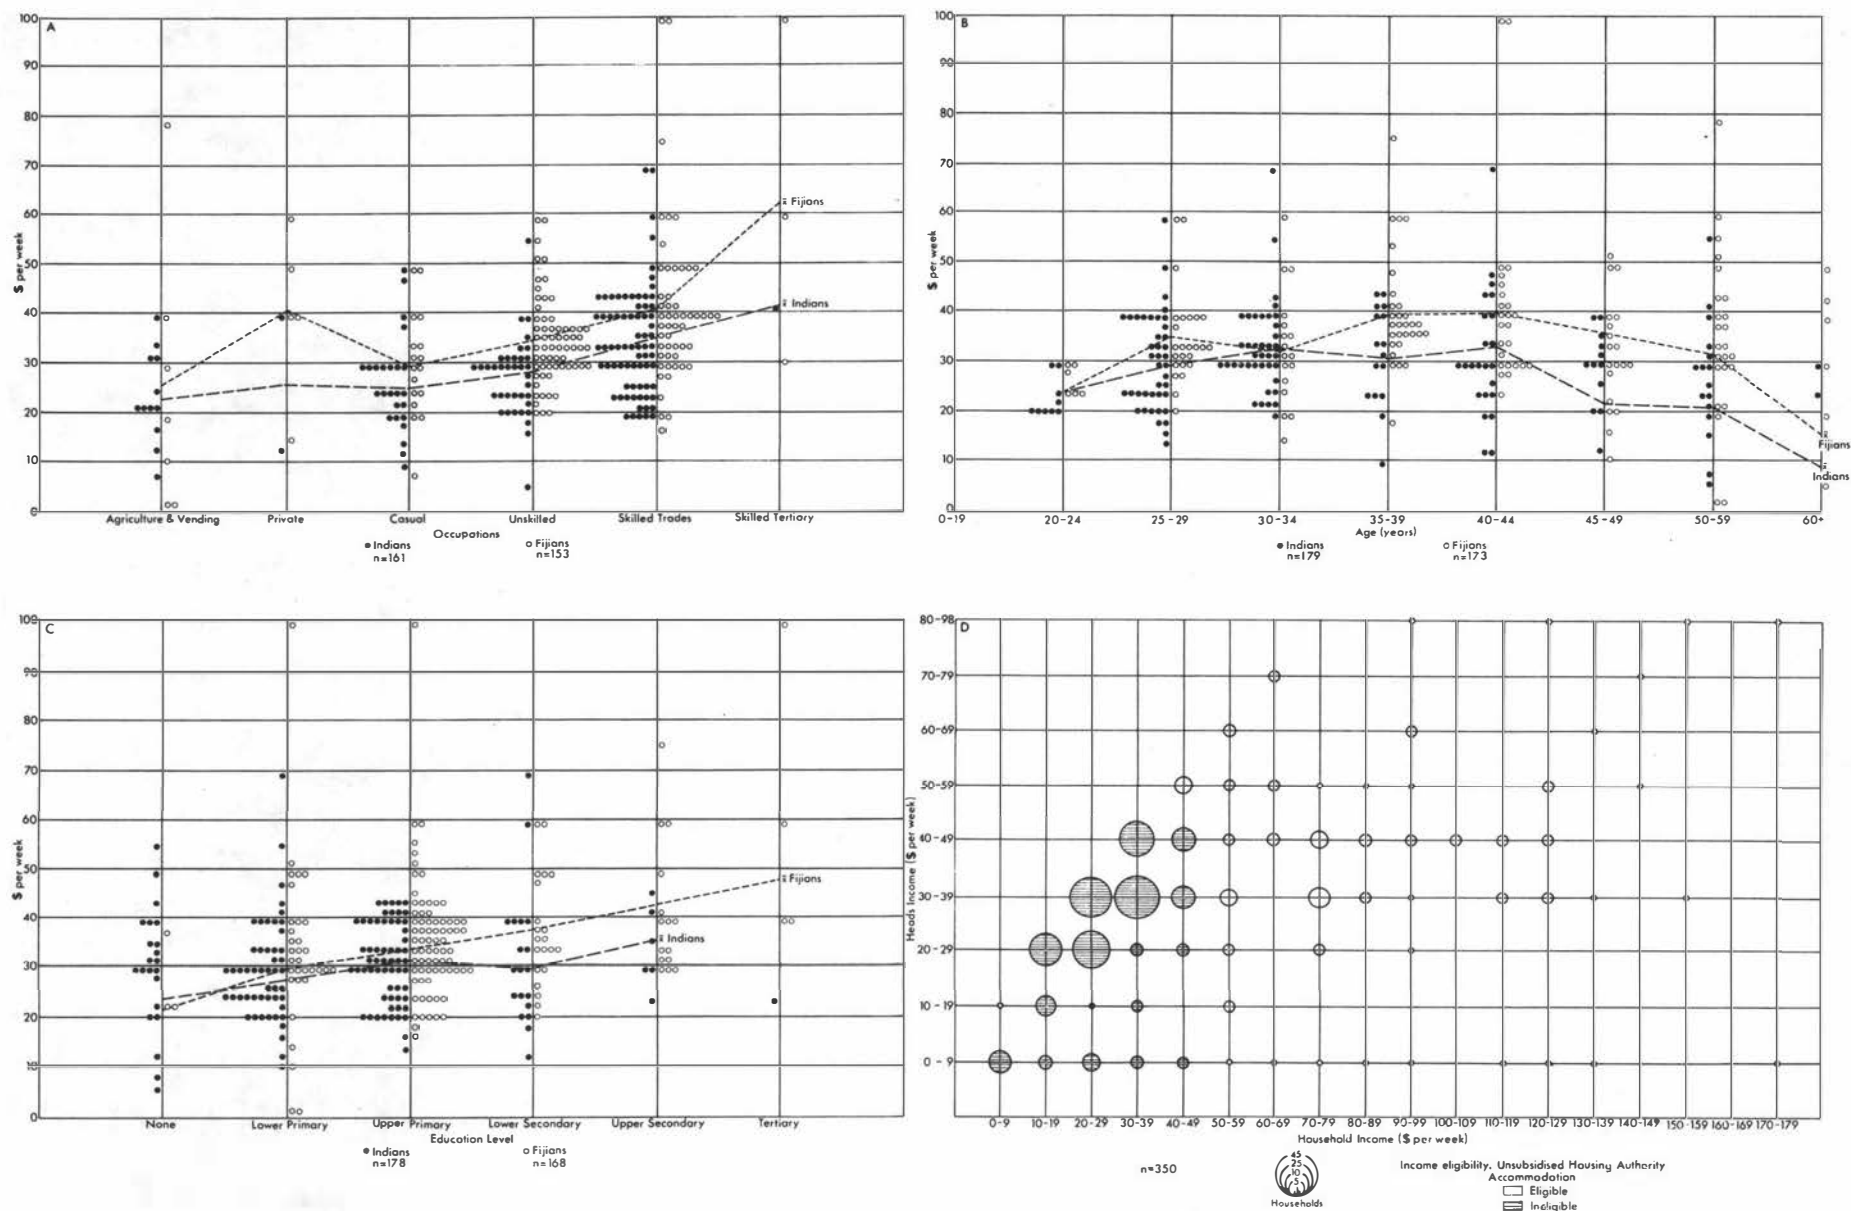 A
100
90
80
70
60
50
40
30
20
10
0
$ per week
x̄ Fijians
x̄ Indians
Agriculture & Vending Private Casual Unskilled Skilled Trades Skilled Tertiary
Occupations
● Indians ○ Fijians
n=161 n=153
B
100
90
80
70
60
50
40
30
20
10
0
$ per week
x̄ Fijians
x̄ Indians
0-19 20-24 25-29 30-34 35-39 40-44 45-49 50-59 60+
Age (years)
● Indians ○ Fijians
n=179 n=173
C
100
90
80
70
60
50
40
30
20
10
0
$ per week
x̄ Fijians
x̄ Indians
None Lower Primary Upper Primary Lower Secondary Upper Secondary Tertiary
Education Level
● Indians ○ Fijians
n=178 n=168
D
80-98
70-79
60-69
50-59
40-49
30-39
20-29
10-19
0-9
Heads Income ($ per week)
0-9 10-19 20-29 30-39 40-49 50-59 60-69 70-79 80-89 90-99 100-109 110-119 120-129 130-139 140-149 150-159 160-169 170-179
Household Income ($ per week)
n=350
45
25
10
5
Households
Income eligibility. Unsubsidised Housing Authority
Accommodation
Eligible
Ineligible